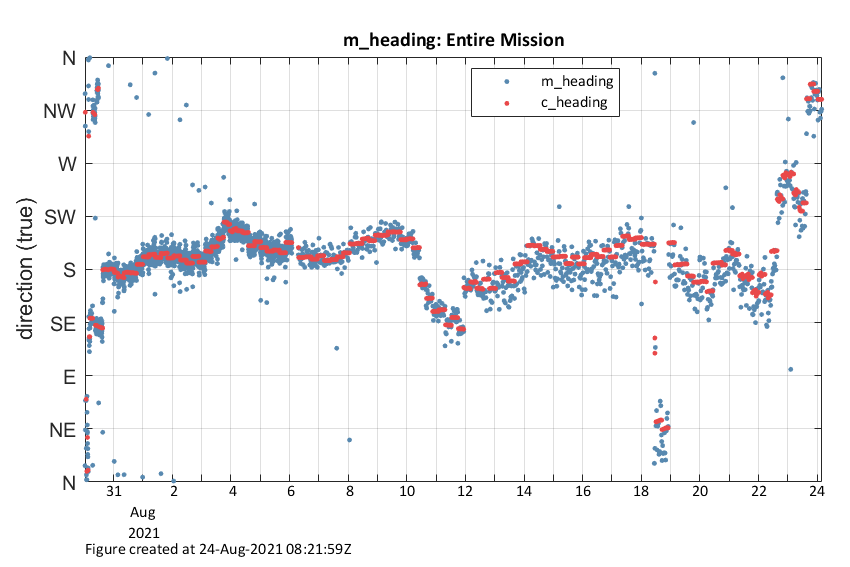 m_heading: Entire Mission
m_heading
c_heading
direction (true)
N
NW
W
SW
S
SE
E
NE
N
31 2 4 6 8 10 12 14 16 18 20 22 24
Aug
2021
Figure created at 24-Aug-2021 08:21:59Z